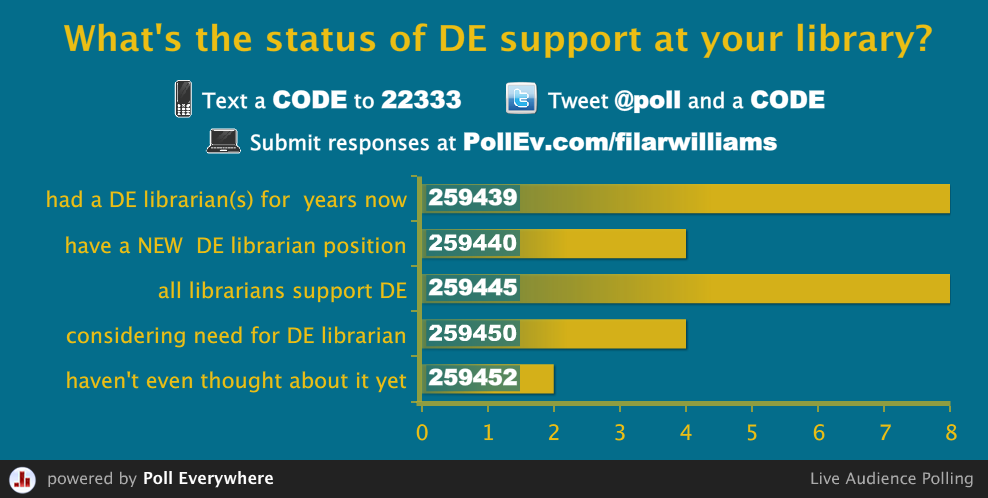 What's the status of DE support at your library?
Text a CODE to 22333 Tweet @poll and a CODE
Submit responses at PollEv.com/filarwilliams
had a DE librarian(s) for  years now 259439
have a NEW  DE librarian position 259440
all librarians support DE 259445
considering need for DE librarian 259450
haven't even thought about it yet 259452
0 1 2 3 4 5 6 7 8
powered by Poll Everywhere Live Audience Polling